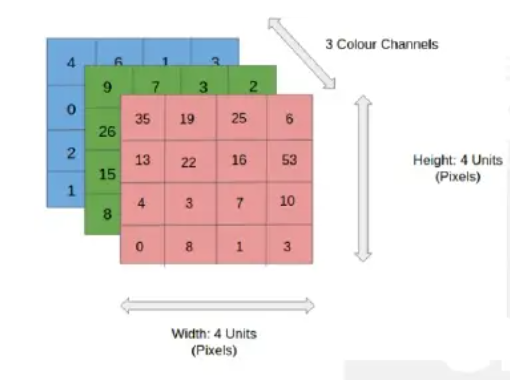 3 Colour Channels
4 6 1 3
9 7 3 2
0
35 19 25 6
26
13 22 16 53
2
15
4 3 7 10
1
8
0 8 1 3
Height: 4 Units
(Pixels)
Width: 4 Units
(Pixels)